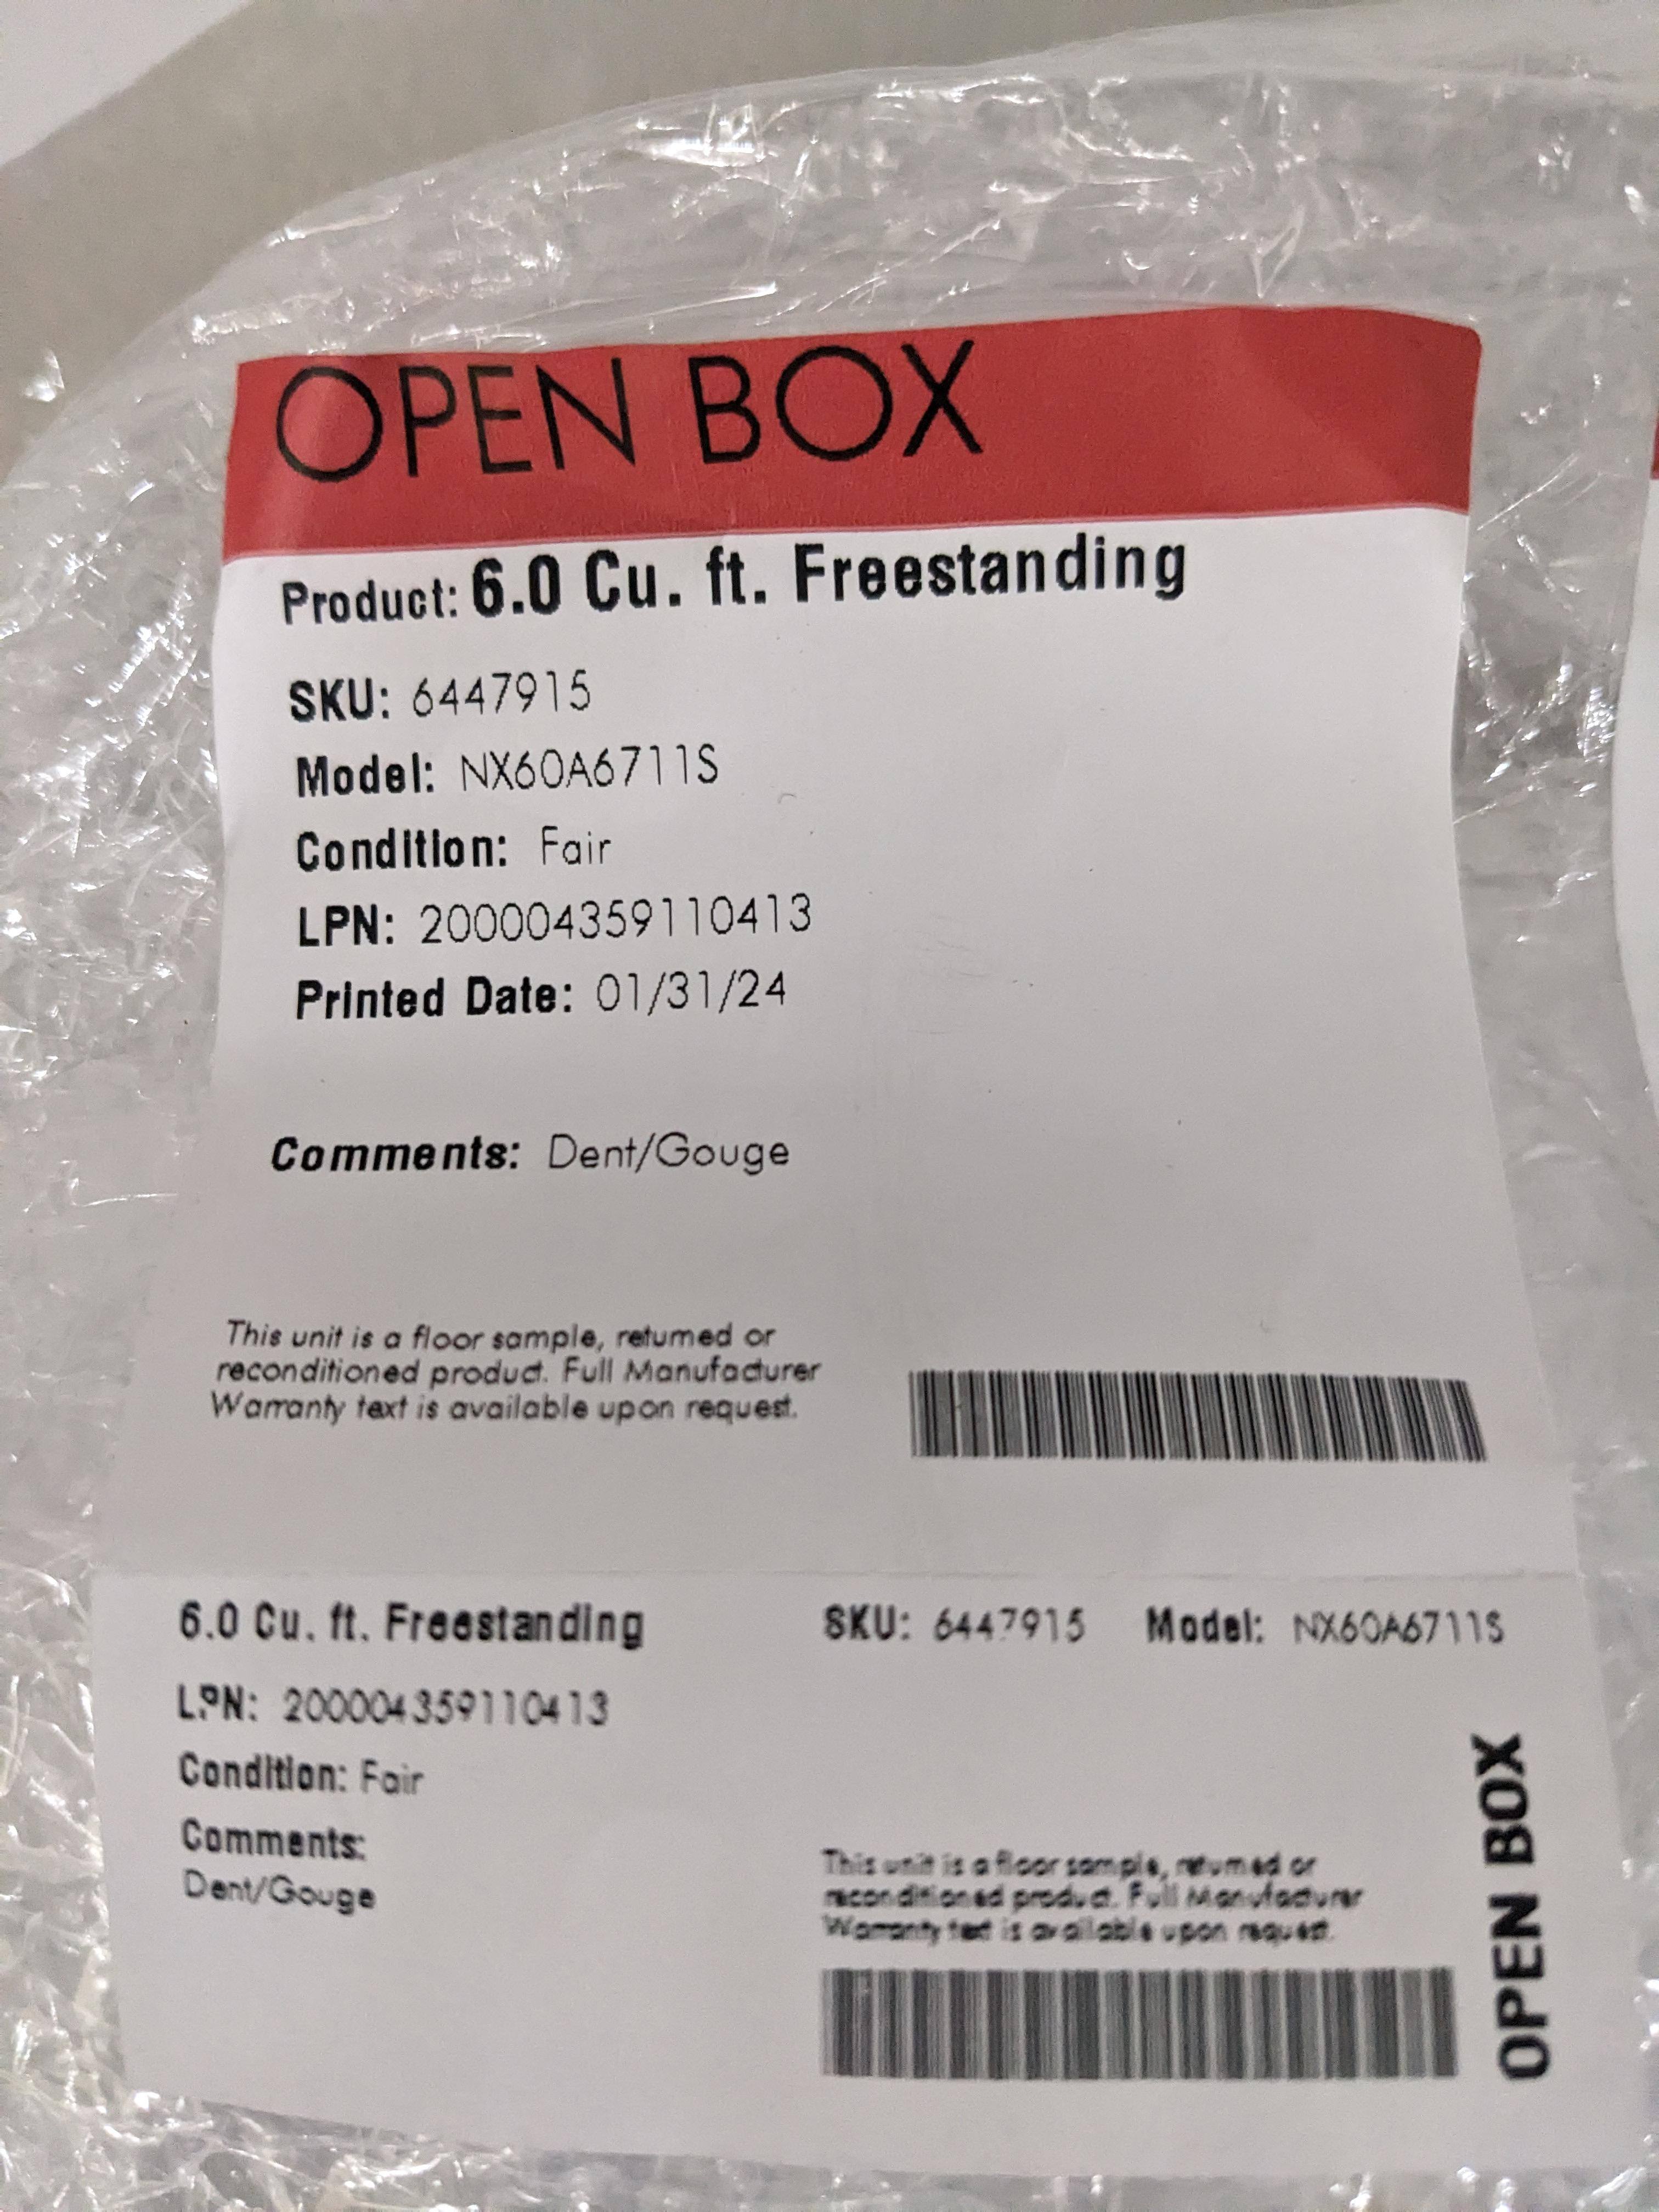 OPEN BOX
Product: 6.0 Cu. ft. Freestanding
SKU: 6447915
Model: NX60A6711S
Condition: Fair
LPN: 200004359110413
Printed Date: 01/31/24
Comments: Dent/Gouge
This unit is a floor sample, returned or
reconditioned product. Full Manufacturer
Warranty text is available upon request.
6.0 Cu. ft. Freestanding
SKU: 6447915 Model: NX60A6711S
LPN: 200004359110413
Condition: Fair
Comments:
Dent/Gouge
This unit is a floor sample, returned or
reconditioned product. Full Manufacturer
Warranty text is available upon request.
OPEN BOX